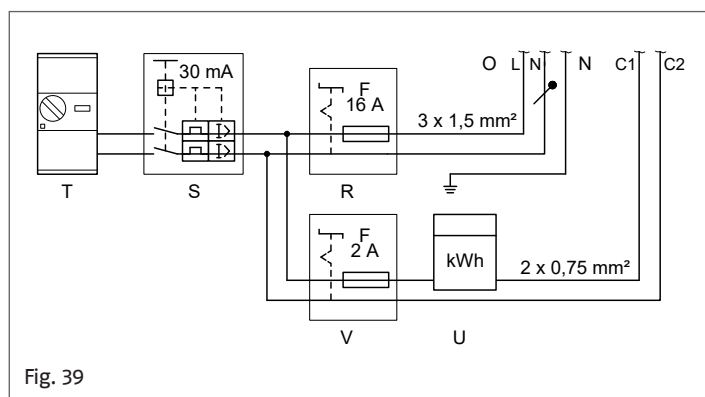 30 mA
F
16 A
O L N N C1 C2
3 x 1,5 mm²
T S R
F
2 A
kWh
2 x 0,75 mm²
V U
Fig. 39